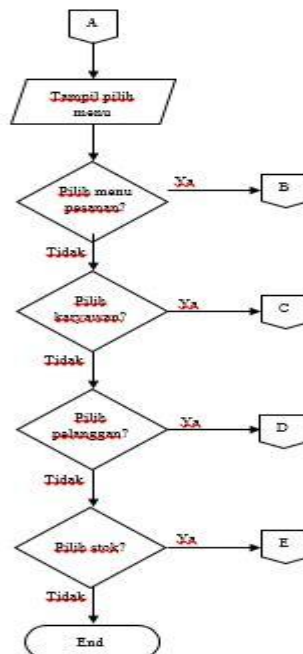 A
Tampil pilih
menu
Pilih menu
pesanan?
Ya
B
Tidak
Pilih
karyawan?
Ya
C
Tidak
Pilih
pelanggan?
Ya
D
Tidak
Pilih stok?
Ya
E
Tidak
End